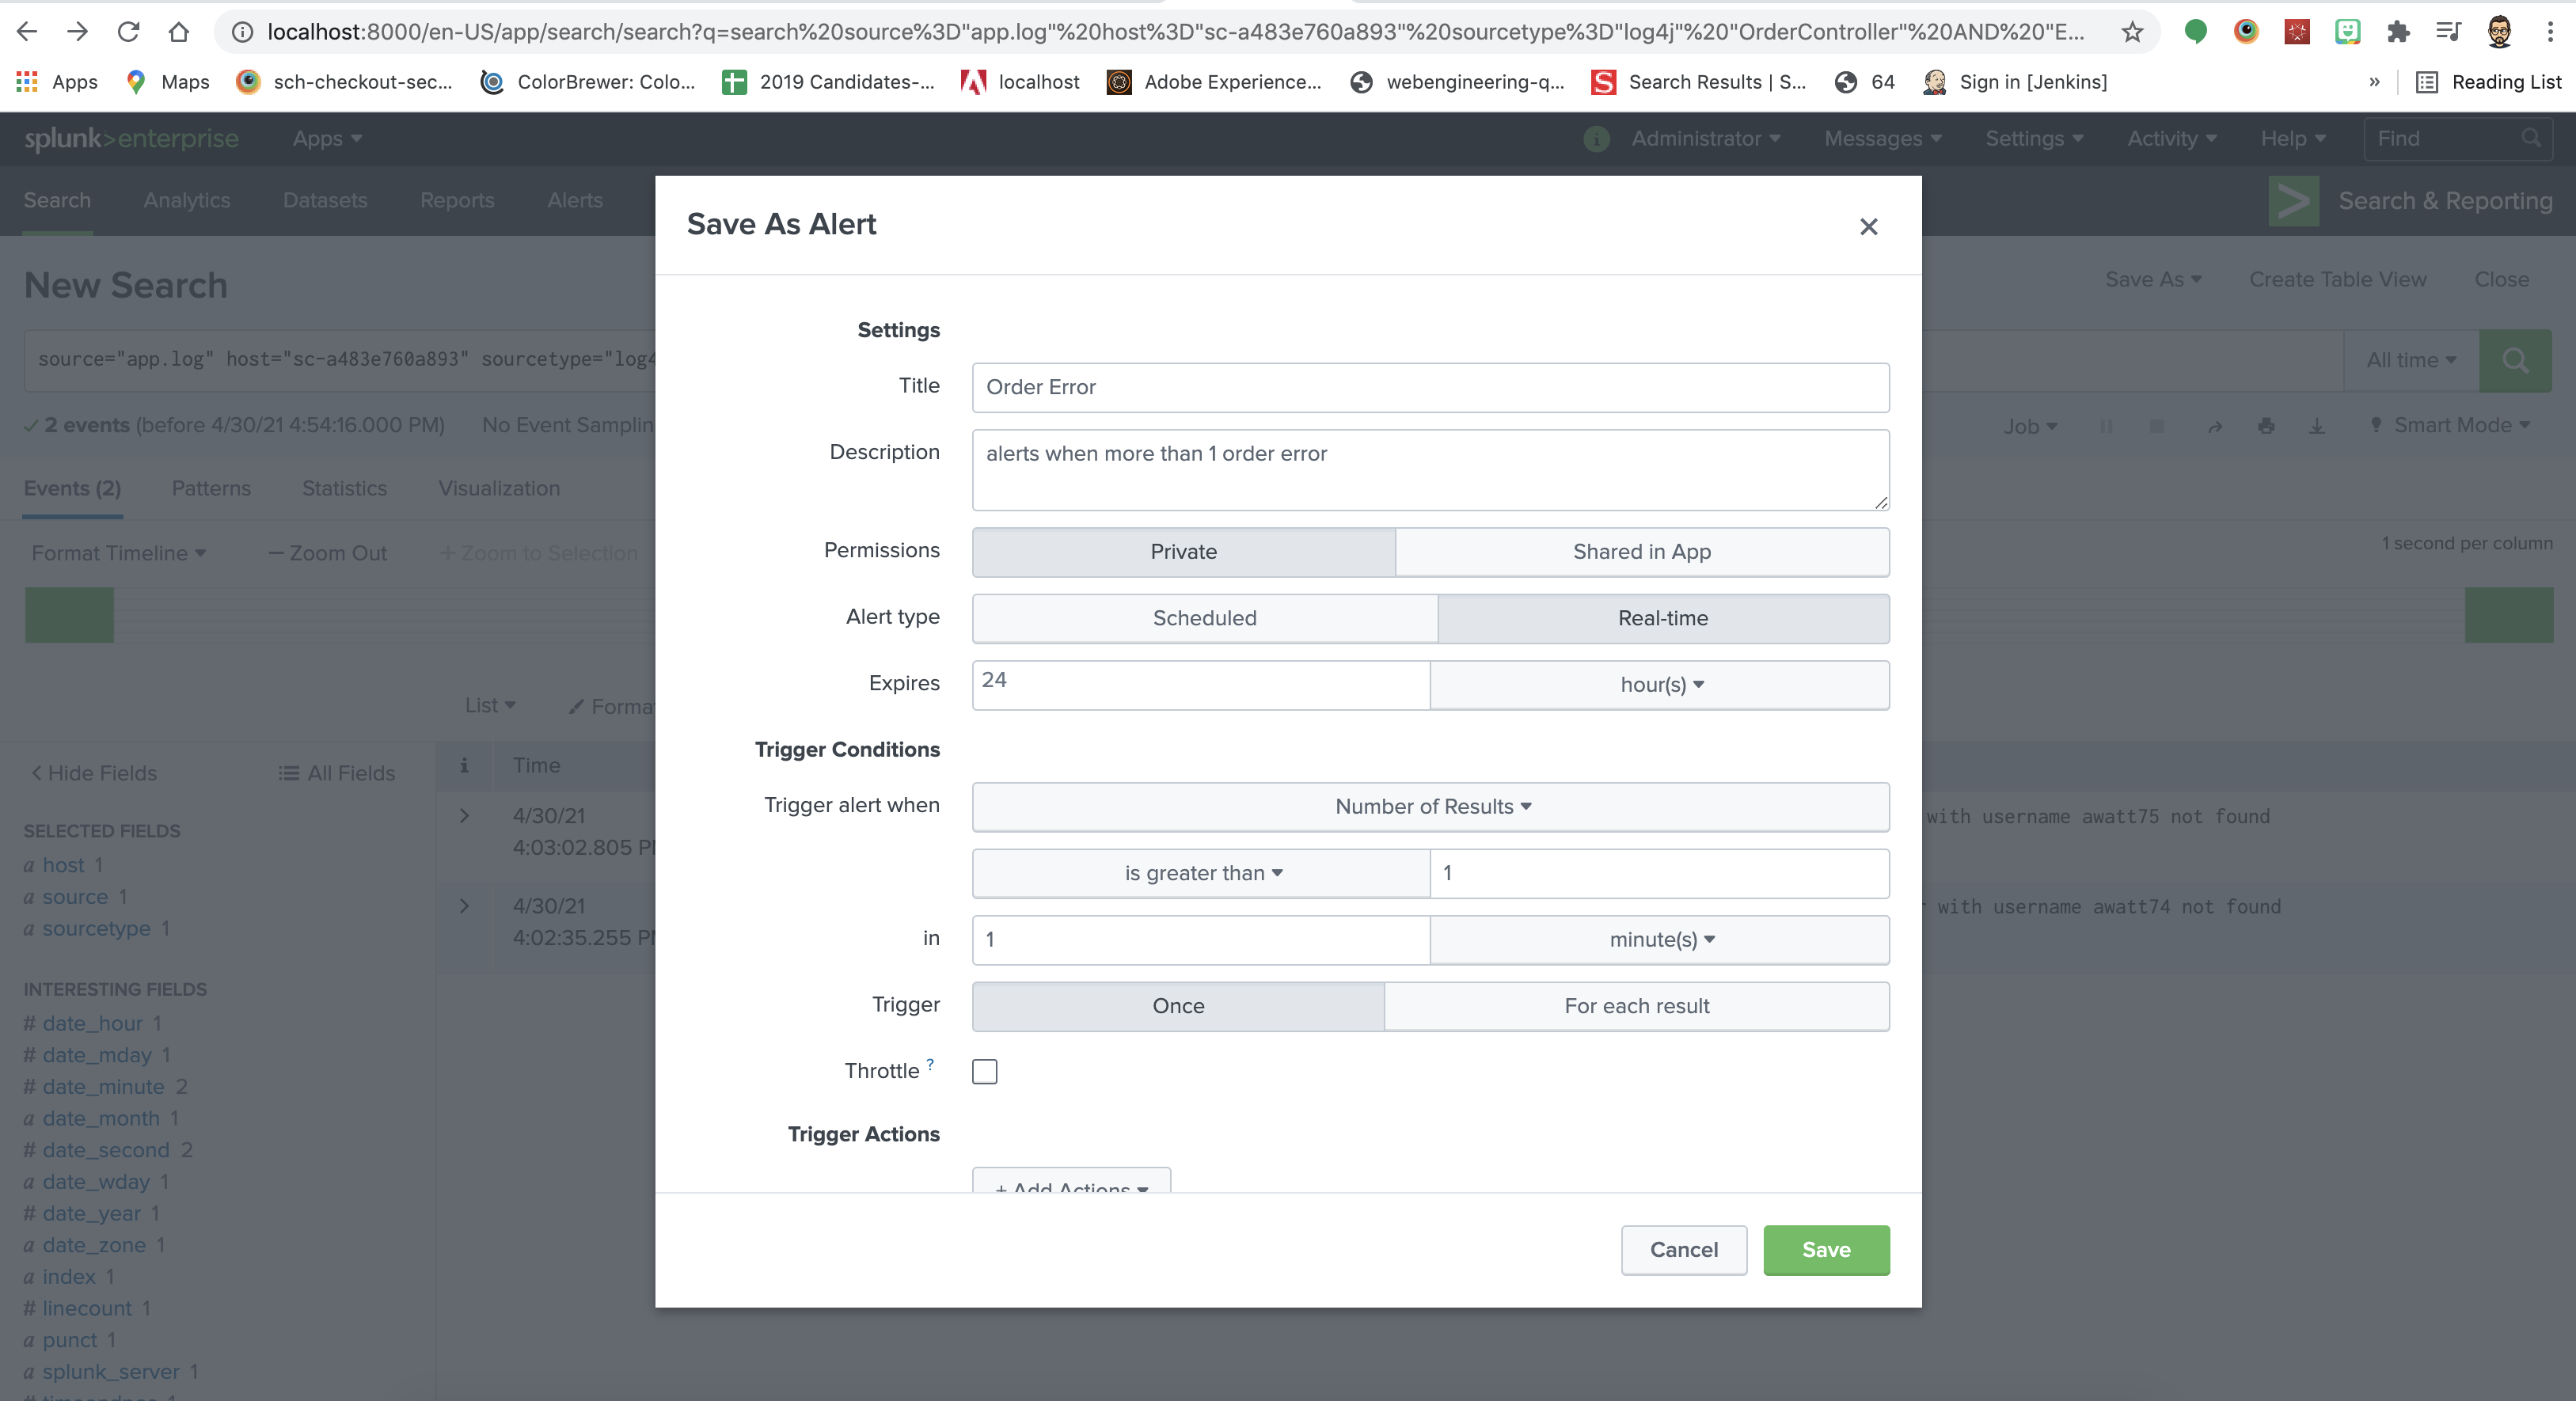 localhost:8000/en-US/app/search/search?q=search%20source%3D"app.log"%20host%3D"sc-a483e760a893"%20sourcetype%3D"log4j"%20"OrderController"%20AND%20"E...
Apps Maps sch-checkout-sec... ColorBrewer: Colo... 2019 Candidates-... localhost Adobe Experience... webengineering-q... Search Results | S... 64 Sign in [Jenkins] » Reading List
splunk>enterprise Apps Administrator Messages Settings Activity Help Find
Search Analytics Datasets Reports Alerts Search & Reporting
Save As Alert
New Search Save As Create Table View Close
Settings
source="app.log" host="sc-a483e760a893" sourcetype="log4 All time
Title Order Error
2 events (before 4/30/21 4:54:16.000 PM) No Event Samplin Job Smart Mode
Description alerts when more than 1 order error
Events (2) Patterns Statistics Visualization
Format Timeline — Zoom Out + Zoom to Selection 1 second per column
Permissions Private Shared in App
Alert type Scheduled Real-time
Expires 24 hour(s)
List Forma
Trigger Conditions
Hide Fields All Fields i Time
Trigger alert when Number of Results
SELECTED FIELDS
4/30/21 with username awatt75 not found
4:03:02.805 P
a host 1
is greater than 1
a source 1
4/30/21 with username awatt74 not found
4:02:35.255 P
a sourcetype 1
in 1 minute(s)
INTERESTING FIELDS
Trigger Once For each result
# date_hour 1
# date_mday 1
Throttle ?
# date_minute 2
a date_month 1
Trigger Actions
# date_second 2
a date_wday 1
+ Add Actions
# date_year 1
a date_zone 1
Cancel Save
a index 1
# linecount 1
a punct 1
a splunk_server 1